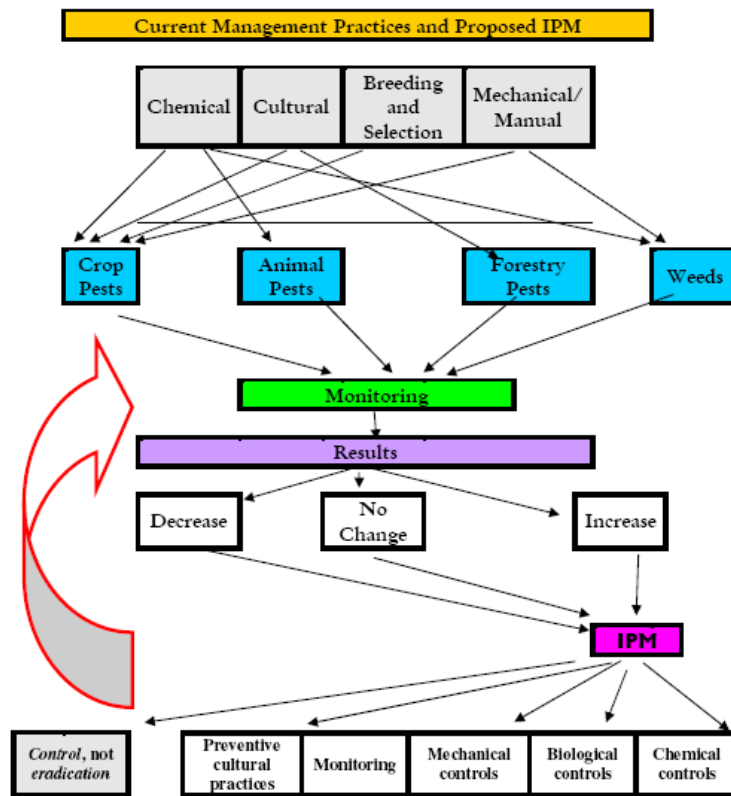 Current Management Practices and Proposed IPM
Chemical
Cultural
Breeding
and
Selection
Mechanical/
Manual
Crop
Pests
Animal
Pests
Forestry
Pests
Weeds
Monitoring
Results
Decrease
No
Change
Increase
IPM
Control, not
eradication
Preventive
cultural
practices
Monitoring
Mechanical
controls
Biological
controls
Chemical
controls